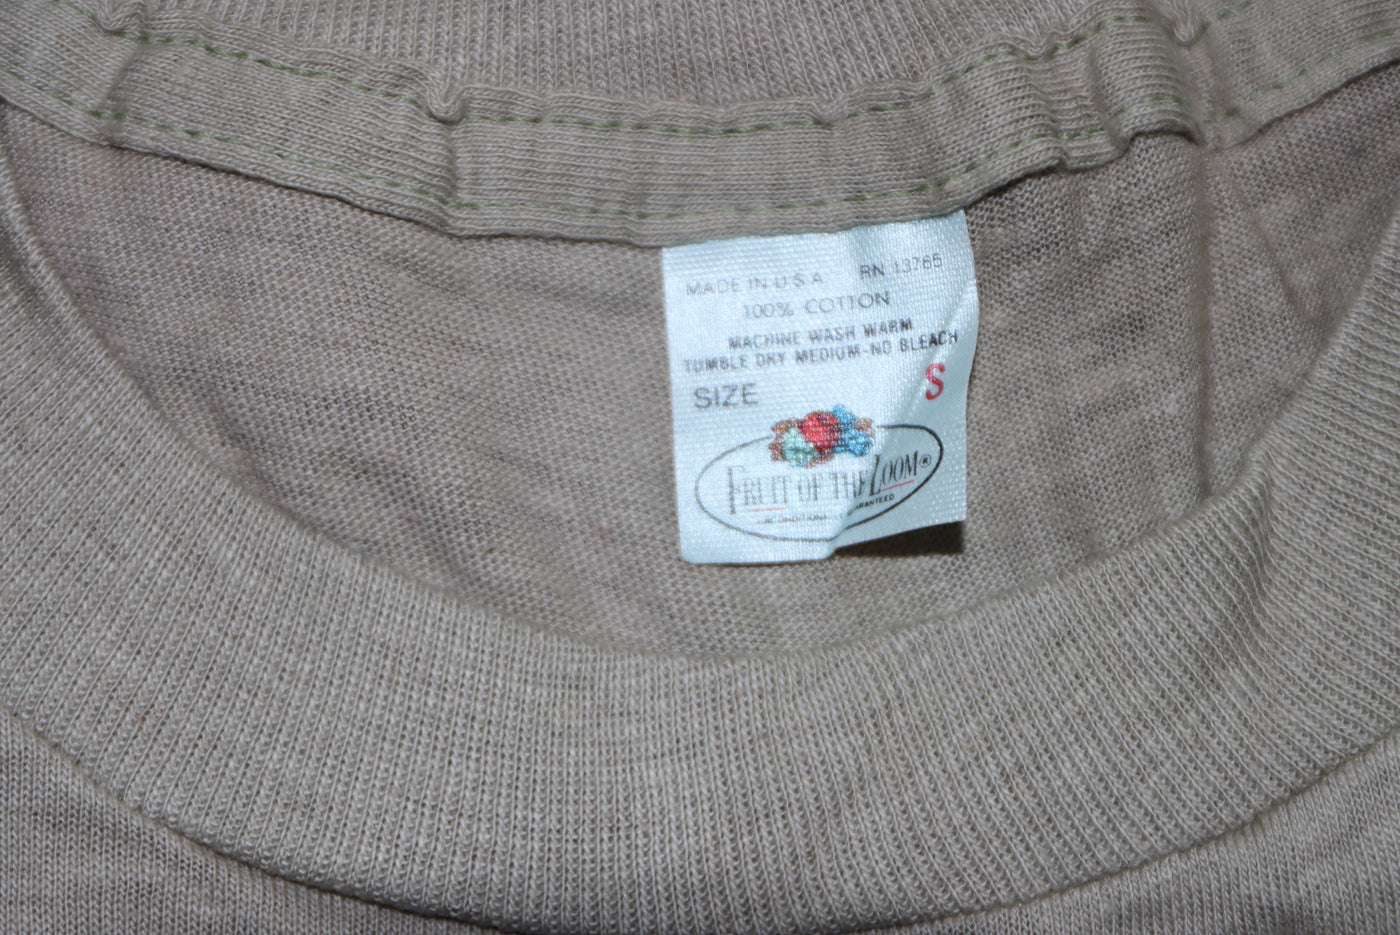 MADE IN U S A RN 13765
100% COTTON
MACHINE WASH WARM
TUMBLE DRY MEDIUM-NO BLEACH
SIZE S
FRUIT OF THE LOOM®